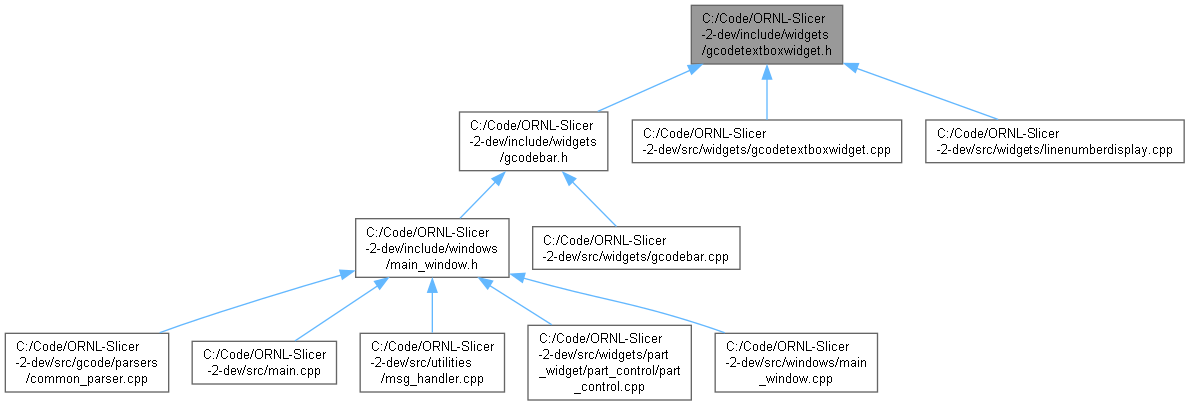 C:/Code/ORNL-Slicer
-2-dev/include/widgets
/gcodetextboxwidget.h
C:/Code/ORNL-Slicer
-2-dev/include/widgets
/gcodebar.h
C:/Code/ORNL-Slicer
-2-dev/src/widgets/gcodetextboxwidget.cpp
C:/Code/ORNL-Slicer
-2-dev/src/widgets/linenumberdisplay.cpp
C:/Code/ORNL-Slicer
-2-dev/include/windows
/main_window.h
C:/Code/ORNL-Slicer
-2-dev/src/widgets/gcodebar.cpp
C:/Code/ORNL-Slicer
-2-dev/src/gcode/parsers
/common_parser.cpp
C:/Code/ORNL-Slicer
-2-dev/src/main.cpp
C:/Code/ORNL-Slicer
-2-dev/src/utilities
/msg_handler.cpp
C:/Code/ORNL-Slicer
-2-dev/src/widgets/part
_widget/part_control/part
_control.cpp
C:/Code/ORNL-Slicer
-2-dev/src/windows/main
_window.cpp